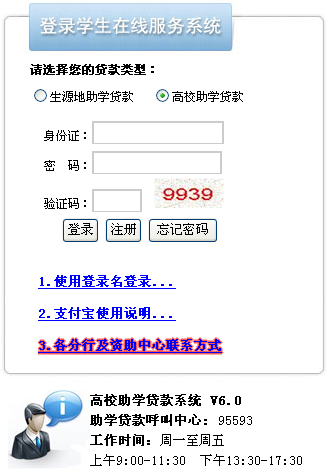 登录学生在线服务系统
请选择您的贷款类型：
生源地助学贷款 高校助学贷款
身份证：
密 码：
验证码： 9939
登录 注册 忘记密码
1.使用登录名登录...
2.支付宝使用说明...
3.各分行及资助中心联系方式
高校助学贷款系统 V6.0
助学贷款呼叫中心：95593
工作时间：周一至周五
上午9:00-11:30 下午13:30-17:30